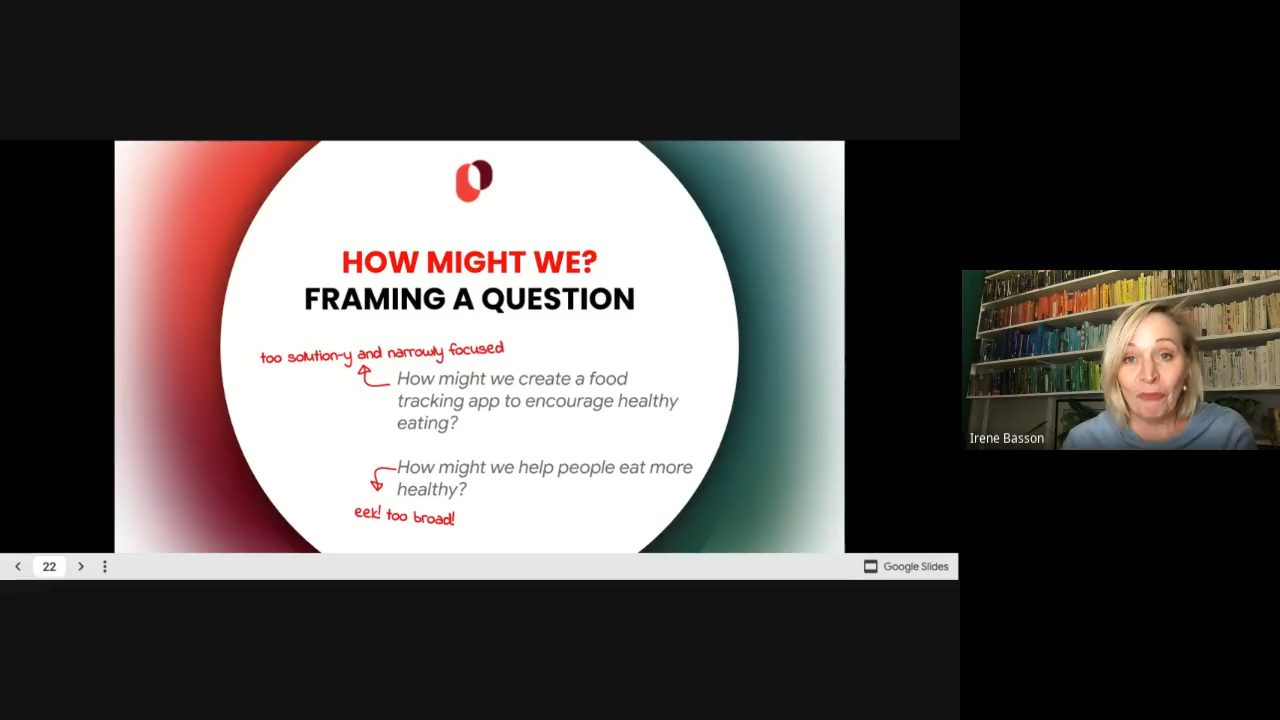 HOW MIGHT WE?
FRAMING A QUESTION
too solution-y and narrowly focused
How might we create a food
tracking app to encourage healthy
eating?
How might we help people eat more
healthy?
eek! too broad!
22
Google Slides
Irene Basson